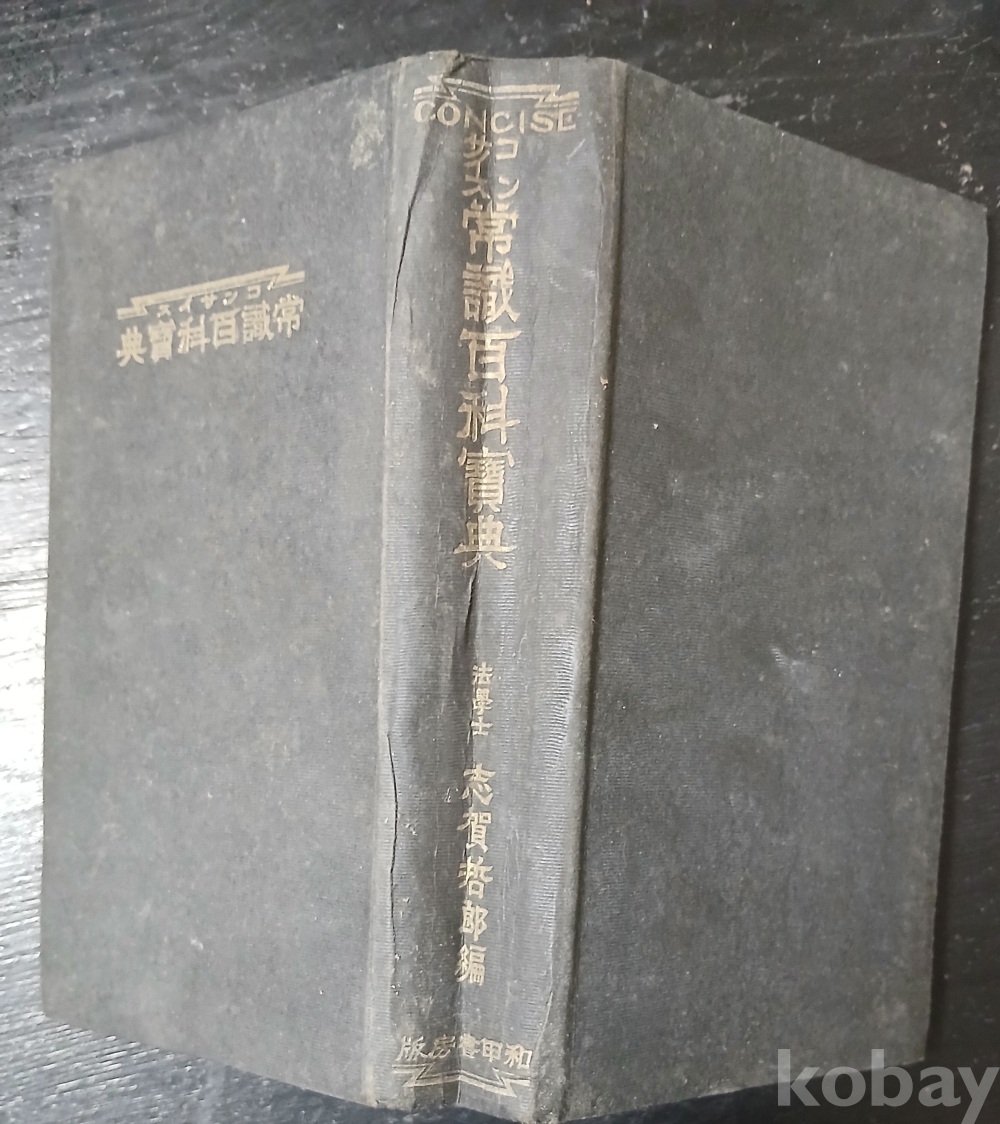 CONCISE
コンサイス
常識百科寶典
法學士 志賀哲郎編
和甲書房版
コンサイス
常識百科寶典
kobay